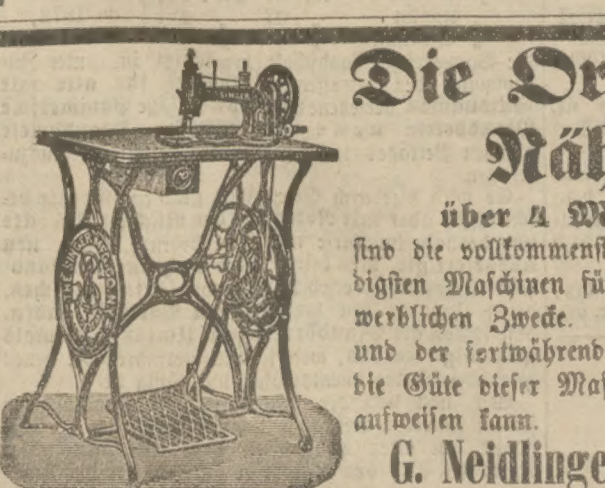 Die Or
Näh
über 4 M
sind die vollkommenst
digsten Maschinen fü
werblichen Zwecke.
und der fortwährend
die Güte dieser Mas
aufweisen kann.
G. Neidlinge